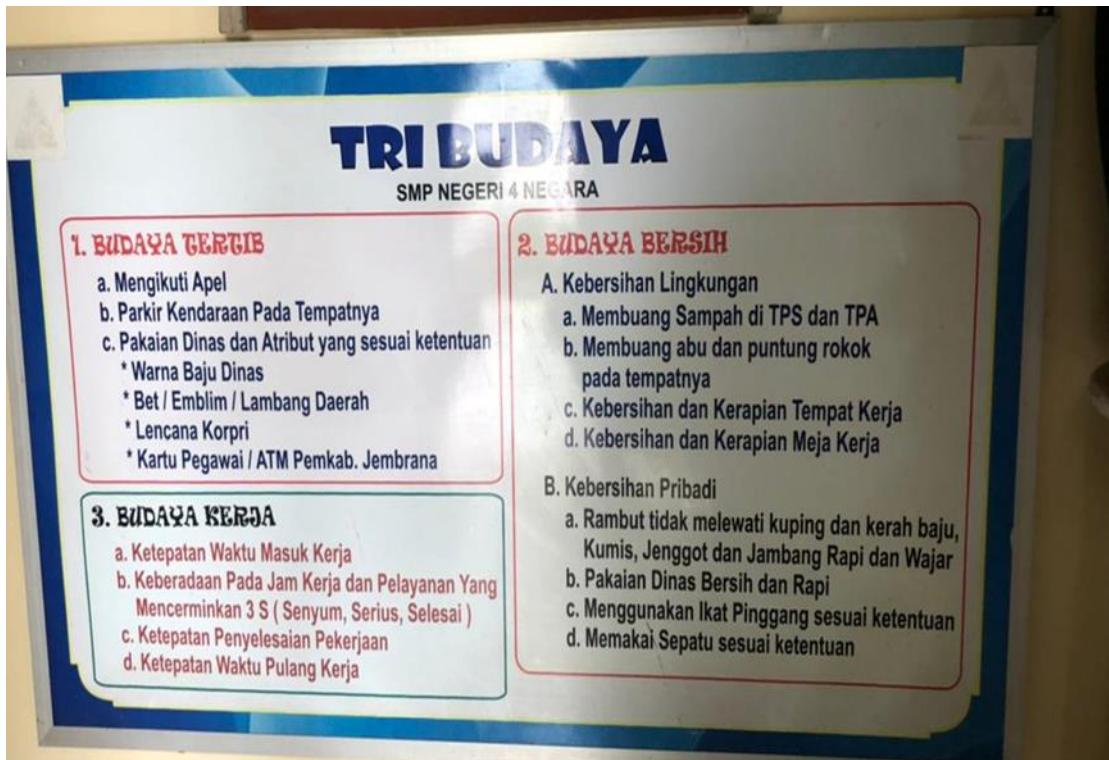 TRI BUDAYA
SMP NEGERI 4 NEGARA
1. BUDAYA TERTIB
a. Mengikuti Apel
b. Parkir Kendaraan Pada Tempatnya
c. Pakaian Dinas dan Atribut yang sesuai ketentuan
* Warna Baju Dinas
* Bet / Emblim / Lambang Daerah
* Lencana Korpri
* Kartu Pegawai / ATM Pemkab. Jembrana
2. BUDAYA BERSIH
A. Kebersihan Lingkungan
a. Membuang Sampah di TPS dan TPA
b. Membuang abu dan puntung rokok
pada tempatnya
c. Kebersihan dan Kerapian Tempat Kerja
d. Kebersihan dan Kerapian Meja Kerja
B. Kebersihan Pribadi
a. Rambut tidak melewati kuping dan kerah baju,
Kumis, Jenggot dan Jambang Rapi dan Wajar
b. Pakaian Dinas Bersih dan Rapi
c. Menggunakan Ikat Pinggang sesuai ketentuan
d. Memakai Sepatu sesuai ketentuan
3. BUDAYA KERJA
a. Ketepatan Waktu Masuk Kerja
b. Keberadaan Pada Jam Kerja dan Pelayanan Yang
Mencerminkan 3 S ( Senyum, Serius, Selesai )
c. Ketepatan Penyelesaian Pekerjaan
d. Ketepatan Waktu Pulang Kerja